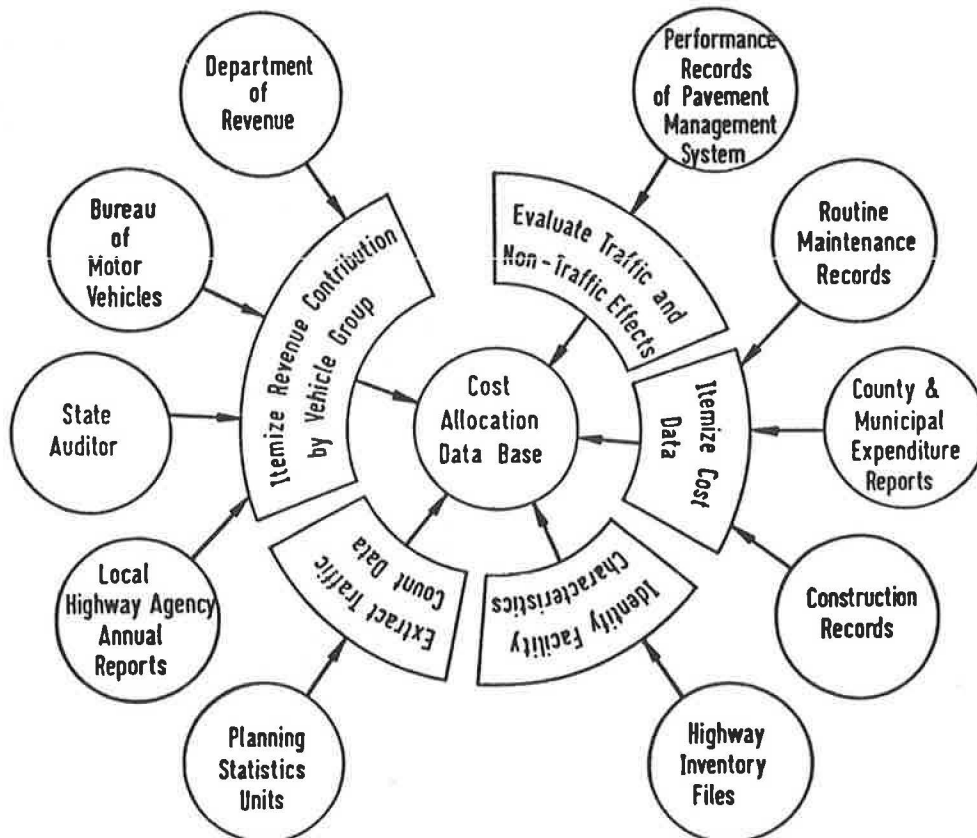 Department
of
Revenue
Performance
Records
of Pavement
Management
System
Bureau
of
Motor
Vehicles
Routine
Maintenance
Records
State
Auditor
County &
Municipal
Expenditure
Reports
Local
Highway Agency
Annual
Reports
Construction
Records
Planning
Statistics
Units
Highway
Inventory
Files
Itemize Revenue Contribution
by Vehicle Group
Evaluate Traffic and
Non-Traffic Effects
Itemize Cost
Data
Identify Facility
Characteristics
Extract Traffic
Count Data
Cost
Allocation
Data Base